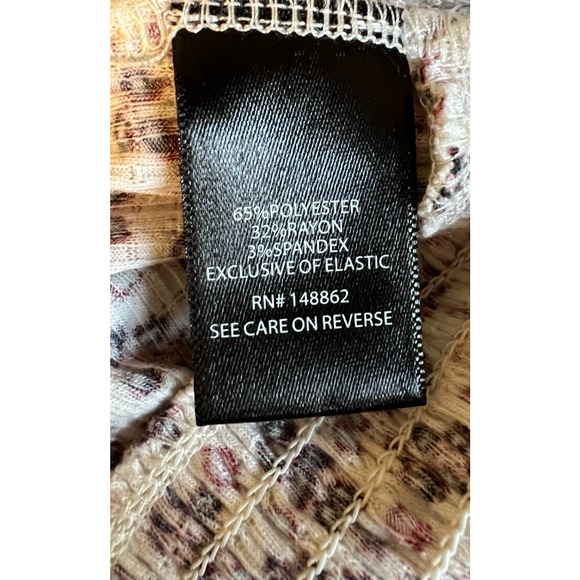 65%POLYESTER
32%RAYON
3%SPANDEX
EXCLUSIVE OF ELASTIC
RN# 148862
SEE CARE ON REVERSE